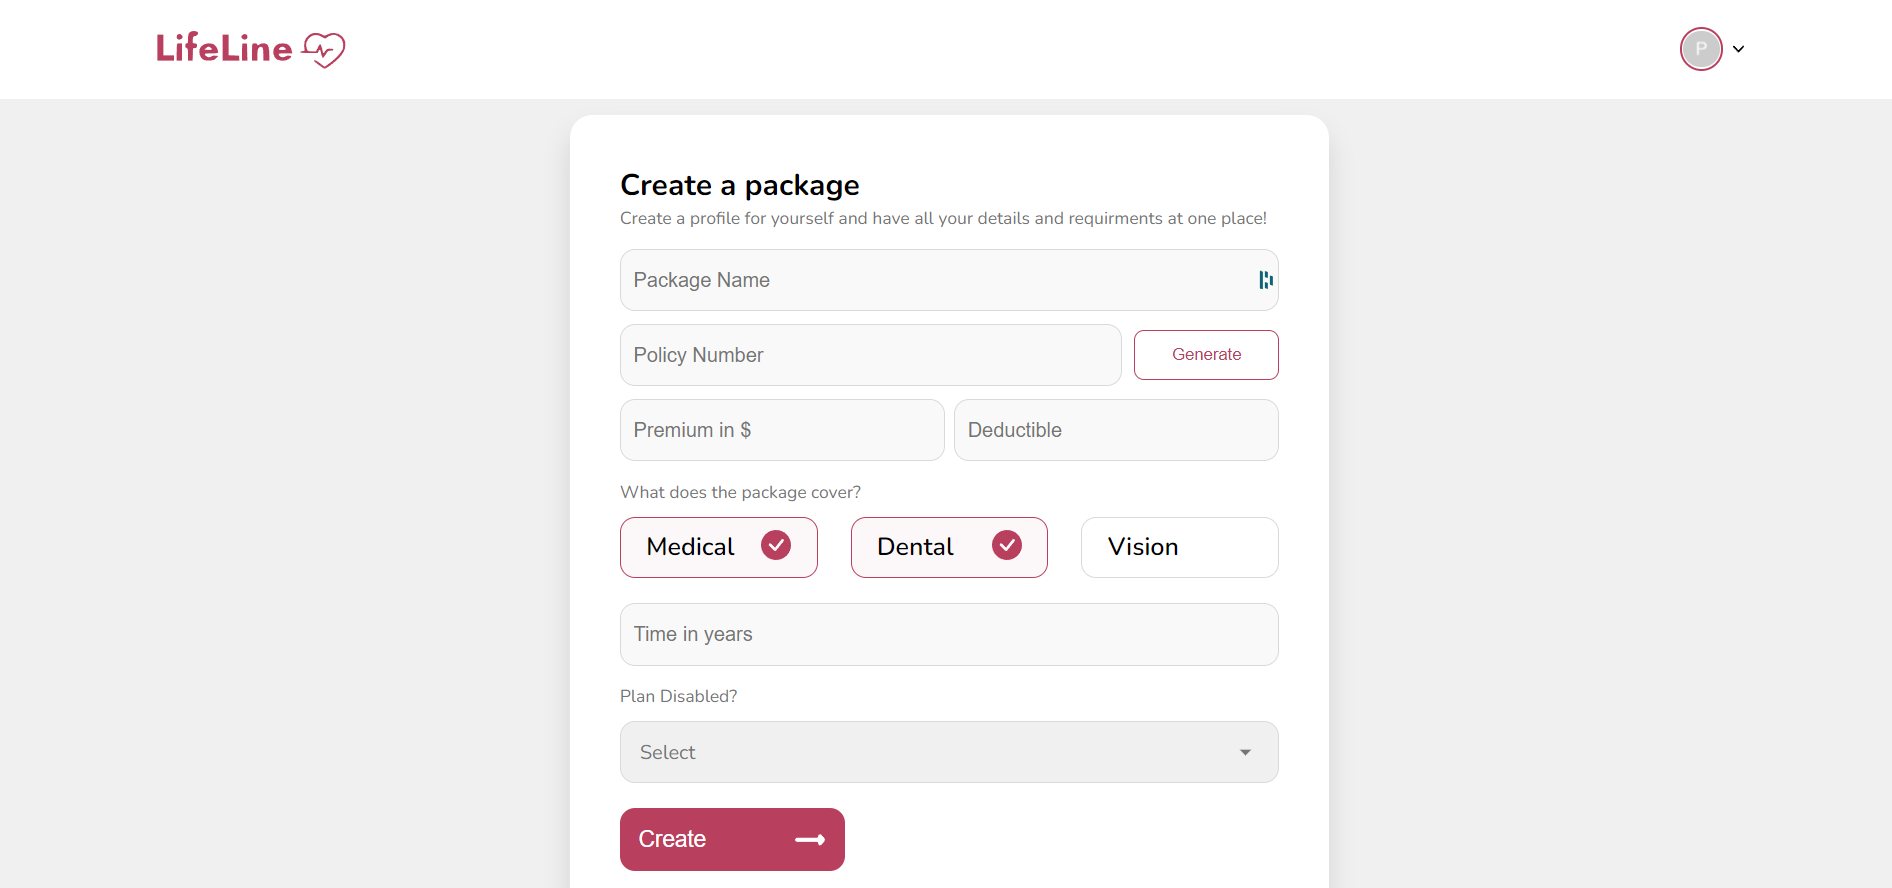 LifeLine
P
Create a package
Create a profile for yourself and have all your details and requirments at one place!
Package Name
Policy Number
Generate
Premium in $
Deductible
What does the package cover?
Medical
Dental
Vision
Time in years
Plan Disabled?
Select
Create